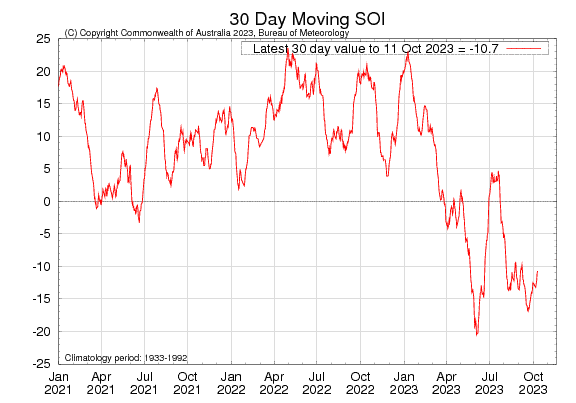 30 Day Moving SOI
(C) Copyright Commonwealth of Australia 2023, Bureau of Meteorology
Latest 30 day value to 11 Oct 2023 = -10.7
25
20
15
10
5
0
-5
-10
-15
-20
-25
Climatology period: 1933-1992
Jan Apr Jul Oct Jan Apr Jul Oct Jan Apr Jul Oct
2021 2021 2021 2021 2022 2022 2022 2022 2023 2023 2023 2023